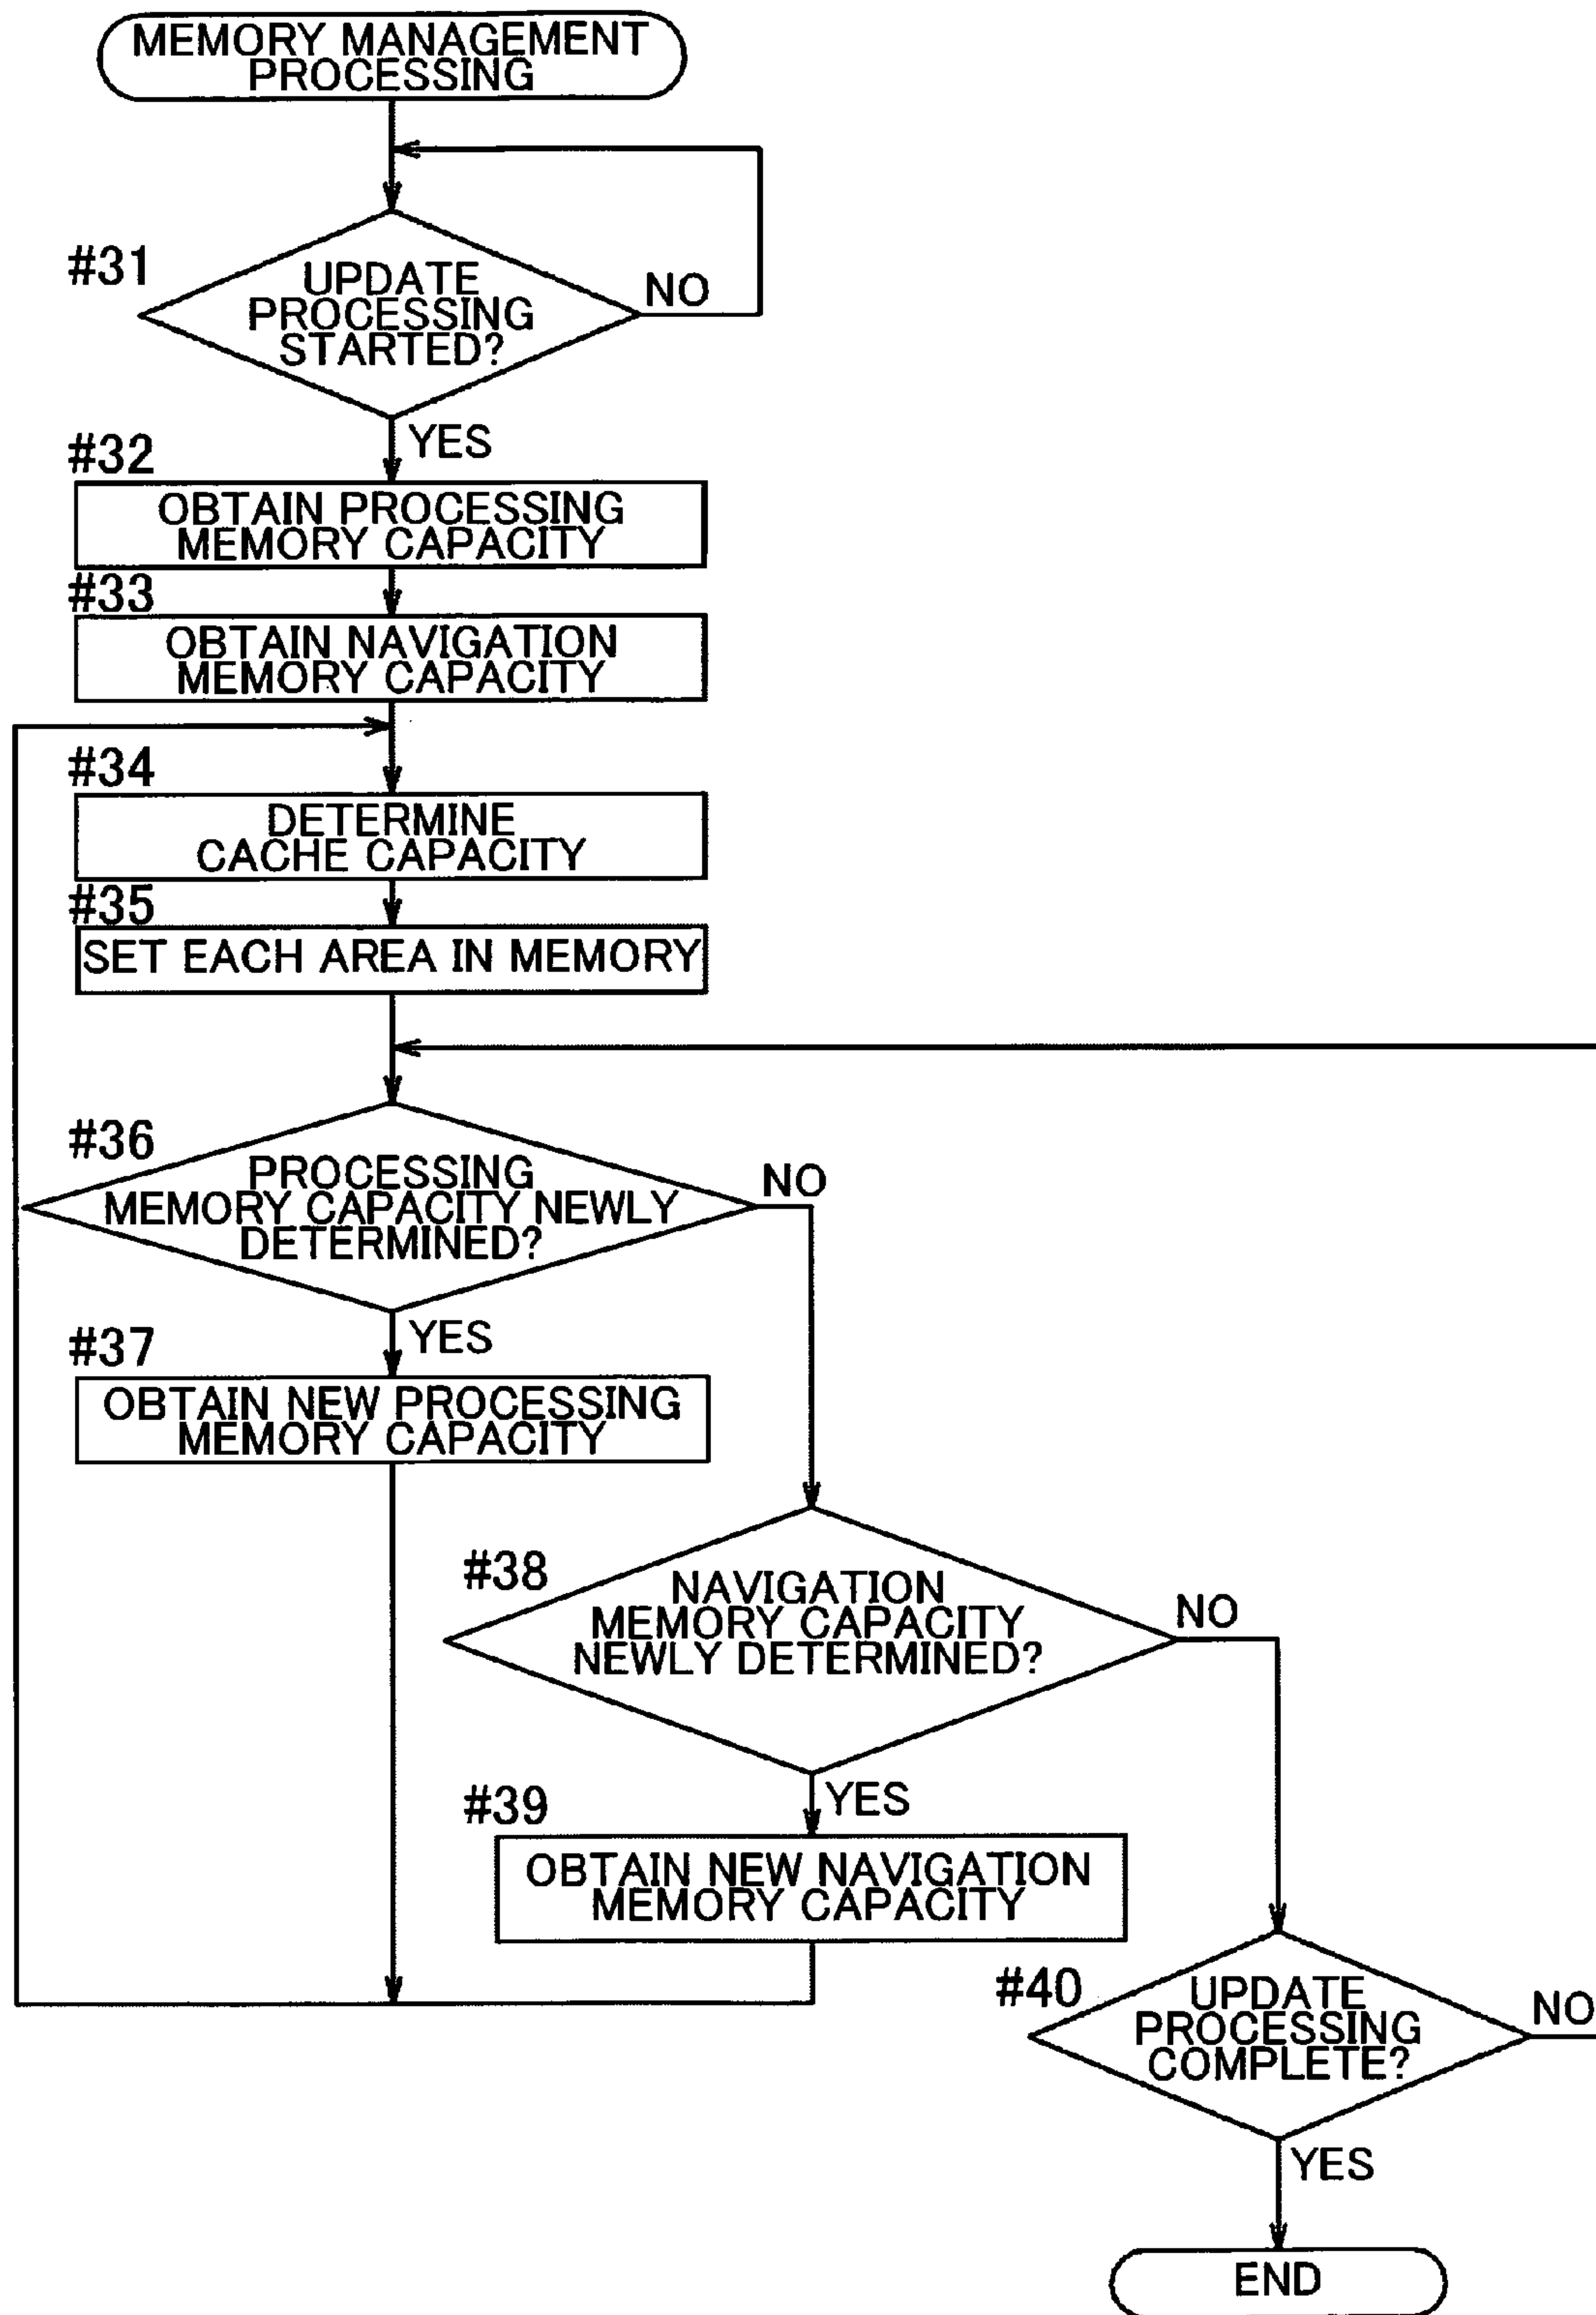 MEMORY MANAGEMENT
PROCESSING
#31
UPDATE
PROCESSING
STARTED?
NO
YES
#32
OBTAIN PROCESSING
MEMORY CAPACITY
#33
OBTAIN NAVIGATION
MEMORY CAPACITY
#34
DETERMINE
CACHE CAPACITY
#35
SET EACH AREA IN MEMORY
#36
PROCESSING
MEMORY CAPACITY NEWLY
DETERMINED?
NO
YES
#37
OBTAIN NEW PROCESSING
MEMORY CAPACITY
#38
NAVIGATION
MEMORY CAPACITY
NEWLY DETERMINED?
NO
YES
#39
OBTAIN NEW NAVIGATION
MEMORY CAPACITY
#40
UPDATE
PROCESSING
COMPLETE?
NO
YES
END